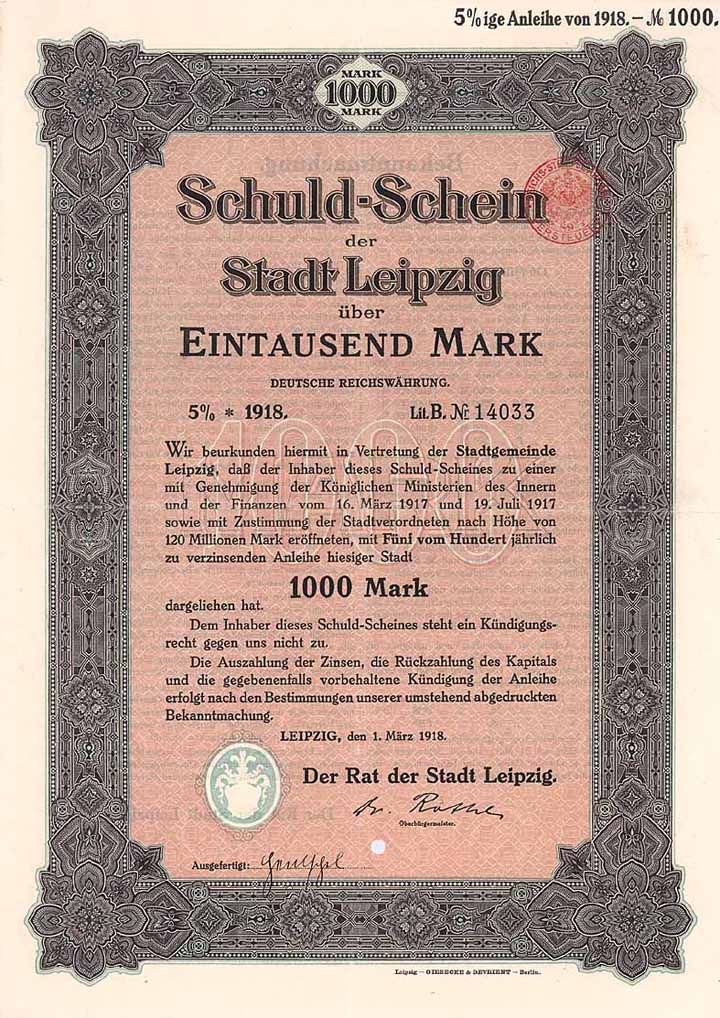 5% ige Anleihe von 1918. – ℳ 1000.
MARK
1000
MARK
Schuld-Schein
der
Stadt Leipzig
über
EINTAUSEND MARK
DEUTSCHE REICHSWÄHRUNG.
5% * 1918. Lit. B. № 14033
Wir beurkunden hiermit in Vertretung der Stadtgemeinde
Leipzig, daß der Inhaber dieses Schuld-Scheines zu einer
mit Genehmigung der Königlichen Ministerien des Innern
und der Finanzen vom 16. März 1917 und 19. Juli 1917
sowie mit Zustimmung der Stadtverordneten nach Höhe von
120 Millionen Mark eröffneten, mit Fünf vom Hundert jährlich
zu verzinsenden Anleihe hiesiger Stadt
1000 Mark
dargeliehen hat.
Dem Inhaber dieses Schuld-Scheines steht ein Kündigungs-
recht gegen uns nicht zu.
Die Auszahlung der Zinsen, die Rückzahlung des Kapitals
und die gegebenenfalls vorbehaltene Kündigung der Anleihe
erfolgt nach den Bestimmungen unserer umstehend abgedruckten
Bekanntmachung.
LEIPZIG, den 1. März 1918.
Der Rat der Stadt Leipzig.
Dr. Rothe
Oberbürgermeister.
Ausgefertigt:
Leipzig – GIESECKE & DEVRIENT – Berlin.